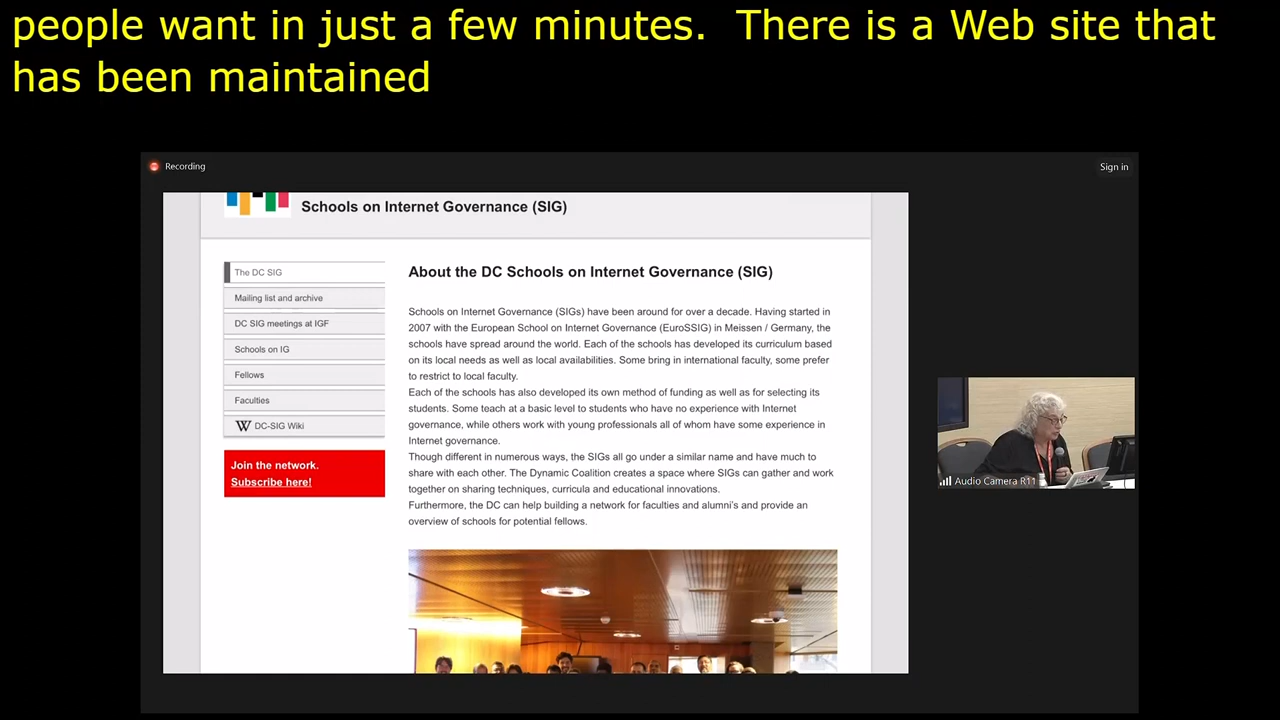 people want in just a few minutes.  There is a Web site that
has been maintained
Recording
Sign in
Schools on Internet Governance (SIG)
The DC SIG
Mailing list and archive
DC SIG meetings at IGF
Schools on IG
Fellows
Faculties
DC-SIG Wiki
Join the network.
Subscribe here!
About the DC Schools on Internet Governance (SIG)
Schools on Internet Governance (SIGs) have been around for over a decade. Having started in
2007 with the European School on Internet Governance (EuroSSIG) in Meissen / Germany, the
schools have spread around the world. Each of the schools has developed its curriculum based
on its local needs as well as local availabilities. Some bring in international faculty, some prefer
to restrict to local faculty.
Each of the schools has also developed its own method of funding as well as for selecting its
students. Some teach at a basic level to students who have no experience with Internet
governance, while others work with young professionals all of whom have some experience in
Internet governance.
Though different in numerous ways, the SIGs all go under a similar name and have much to
share with each other. The Dynamic Coalition creates a space where SIGs can gather and work
together on sharing techniques, curricula and educational innovations.
Furthermore, the DC can help building a network for faculties and alumni's and provide an
overview of schools for potential fellows.
Audio Camera R11